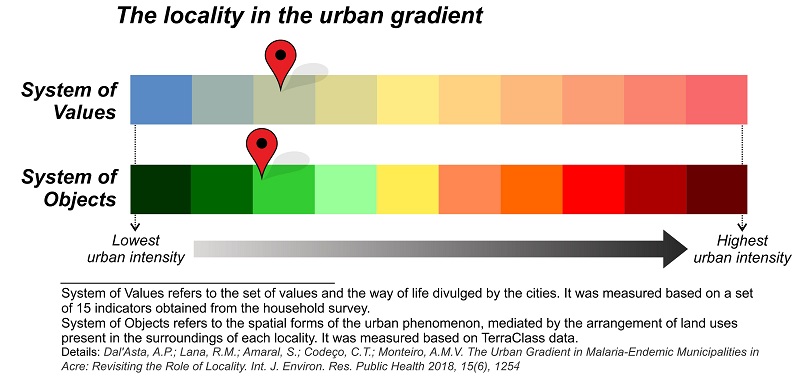 The locality in the urban gradient
System of
Values
System of
Objects
Lowest
urban intensity
Highest
urban intensity
System of Values refers to the set of values and the way of life divulged by the cities. It was measured based on a set
of 15 indicators obtained from the household survey.
System of Objects refers to the spatial forms of the urban phenomenon, mediated by the arrangement of land uses
present in the surroundings of each locality. It was measured based on TerraClass data.
Details: Dal'Asta, A.P.; Lana, R.M.; Amaral, S.; Codeço, C.T.; Monteiro, A.M.V. The Urban Gradient in Malaria-Endemic Municipalities in
Acre: Revisiting the Role of Locality. Int. J. Environ. Res. Public Health 2018, 15(6), 1254